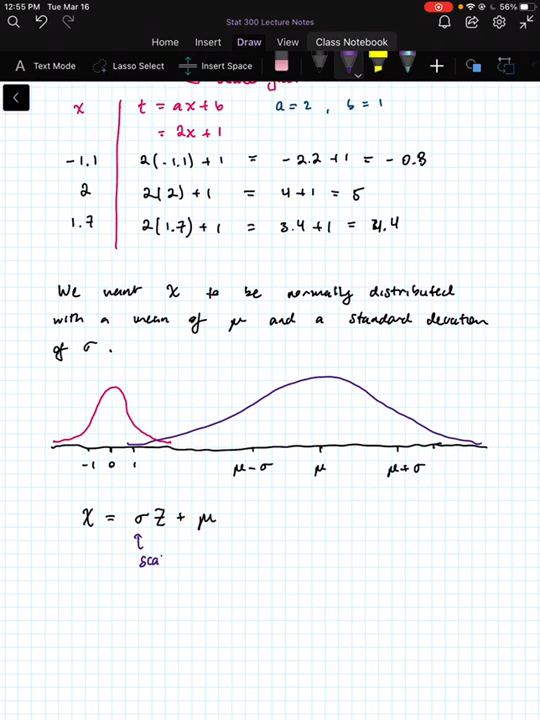 12:55 PM Tue Mar 16
56%
Stat 300 Lecture Notes
Home Insert Draw View Class Notebook
Text Mode Lasso Select Insert Space
x t = ax + b a = 2 , b = 1
= 2x + 1
-1.1 2(-1.1) + 1 = -2.2 + 1 = -0.8
2 2(2) + 1 = 4 + 1 = 5
1.7 2(1.7) + 1 = 3.4 + 1 = 4.4
We want X to be normally distributed
with a mean of μ and a standard devation
of σ .
-1 0 1 μ-σ μ μ+σ
X = σ Z + μ
↑
sca